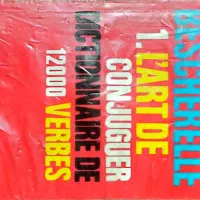 BESCHERELLE
1. L'ART DE
CONJUGUER
DICTIONNAIRE DE
12000 VERBES